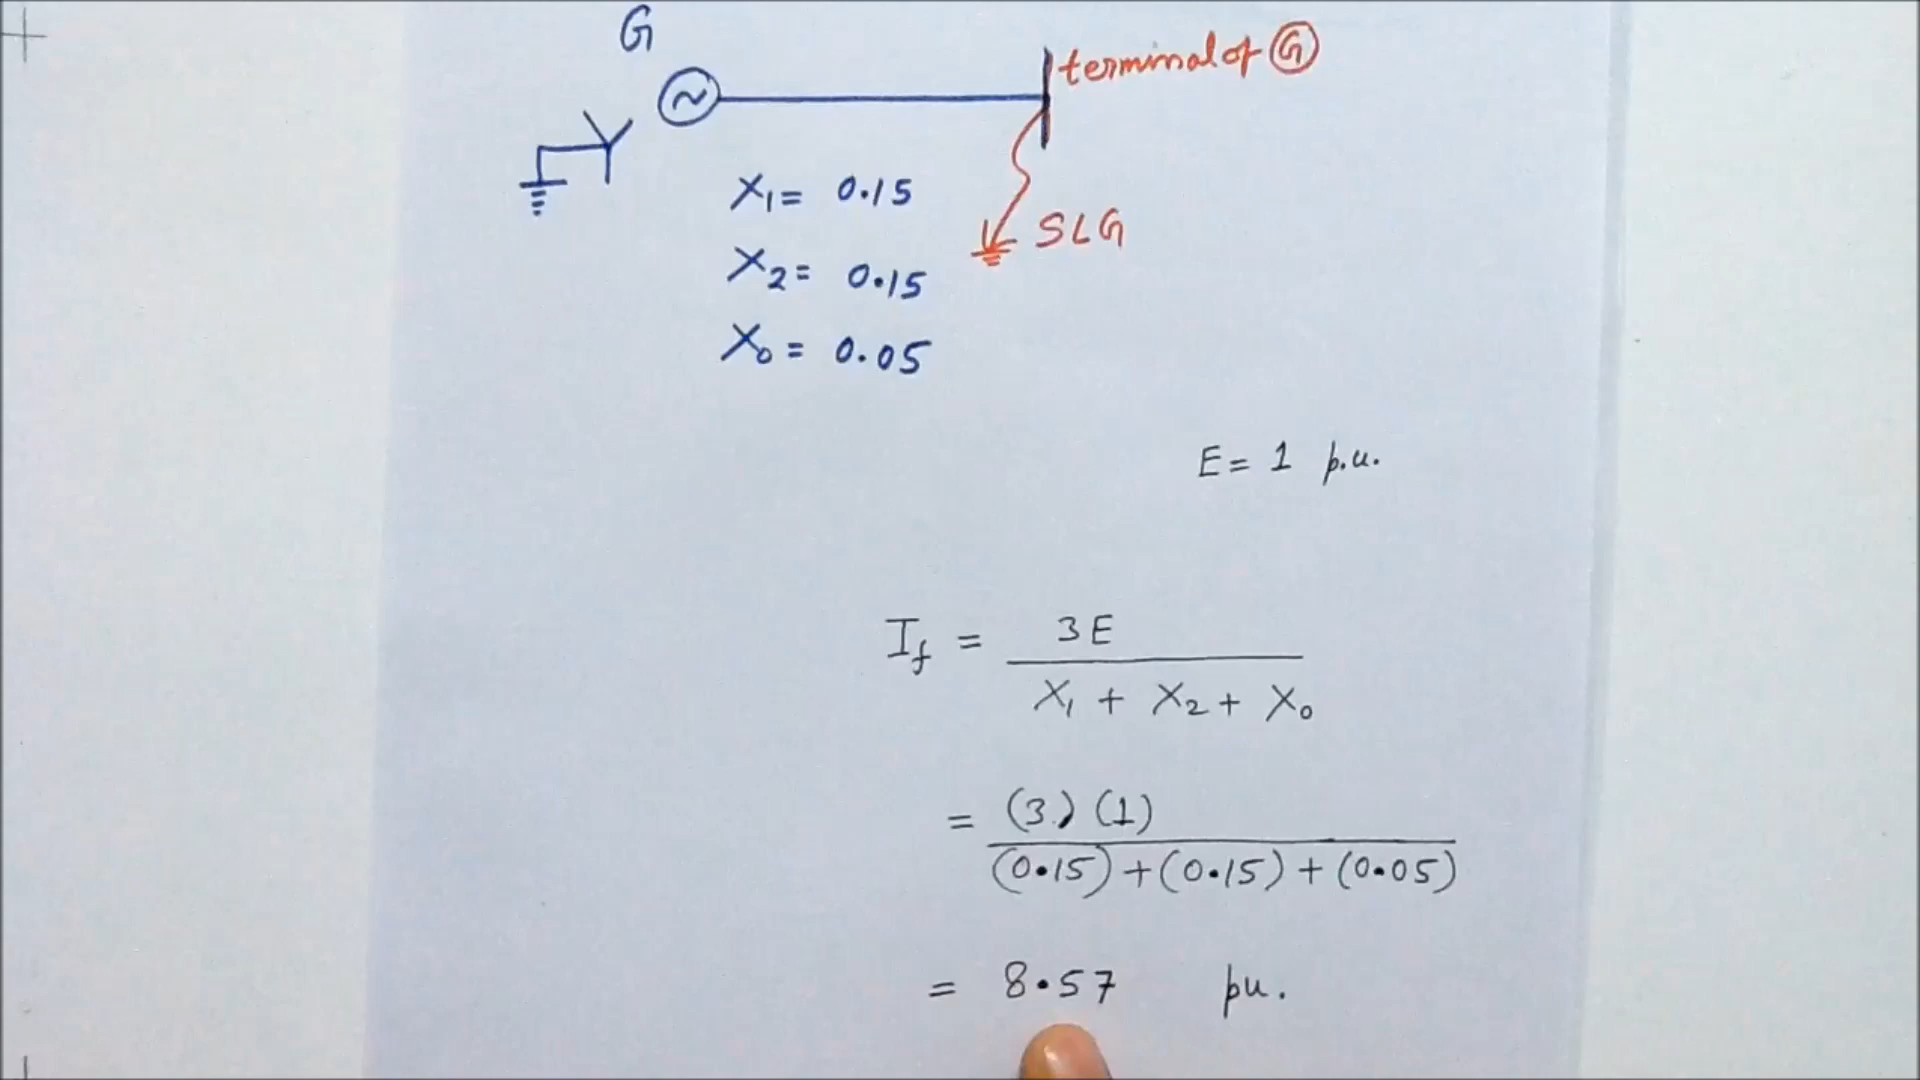 G
terminal of G
X₁ = 0.15
SLG
X₂ = 0.15
X₀ = 0.05
E = 1 p.u.
I_f = 3E / X₁ + X₂ + X₀
= (3) (1) / (0.15) + (0.15) + (0.05)
= 8.57 pu.